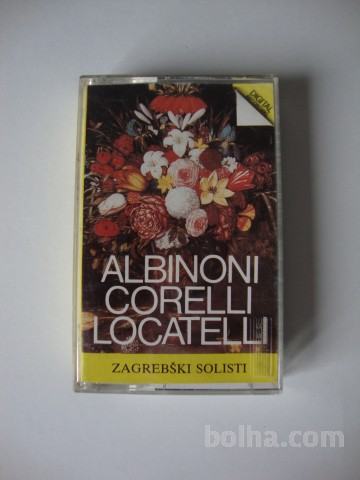 DIGITAL
ALBINONI
CORELLI
LOCATELLI
ZAGREBŠKI SOLISTI
bolha.com